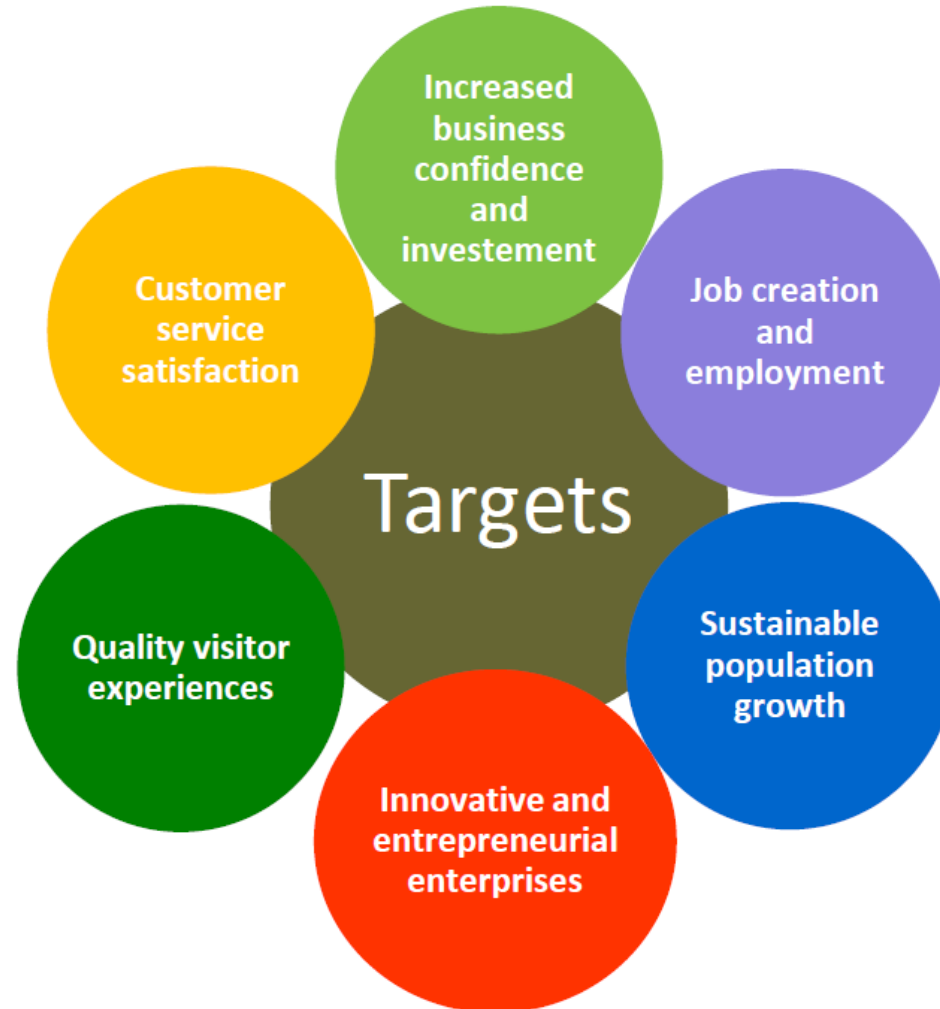 Increased
business
confidence
and
investement
Job creation
and
employment
Sustainable
population
growth
Innovative and
entrepreneurial
enterprises
Quality visitor
experiences
Customer
service
satisfaction
Targets